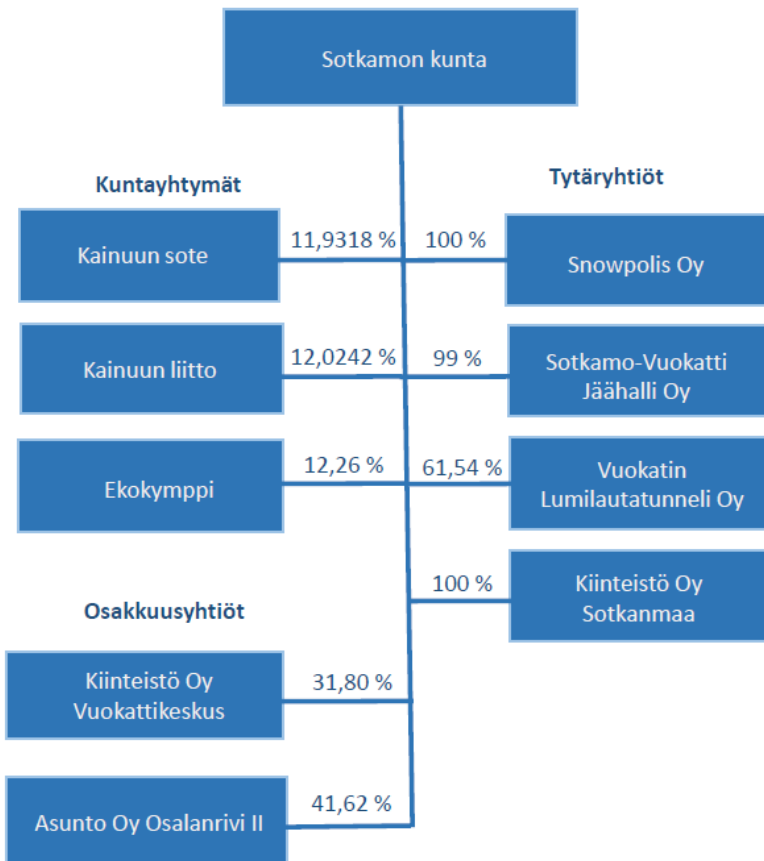 Sotkamon kunta
Kuntayhtymät
Tytäryhtiöt
Kainuun sote
11,9318 %
100 %
Snowpolis Oy
Kainuun liitto
12,0242 %
99 %
Sotkamo-Vuokatti
Jäähalli Oy
Ekokymppi
12,26 %
61,54 %
Vuokatin
Lumilautatunneli Oy
100 %
Kiinteistö Oy
Sotkanmaa
Osakkuusyhtiöt
Kiinteistö Oy
Vuokattikeskus
31,80 %
Asunto Oy Osalanrivi II
41,62 %